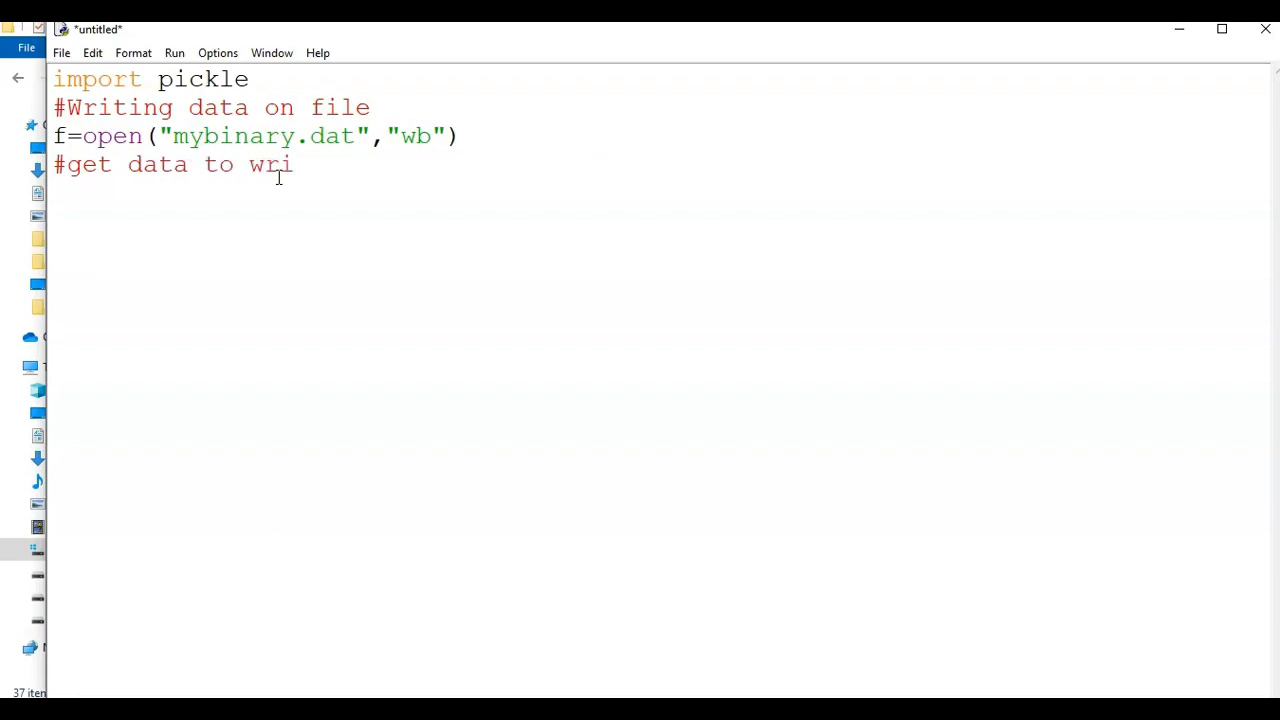 *untitled*
File
File Edit Format Run Options Window Help
import pickle
#Writing data on file
f=open("mybinary.dat","wb")
#get data to wri